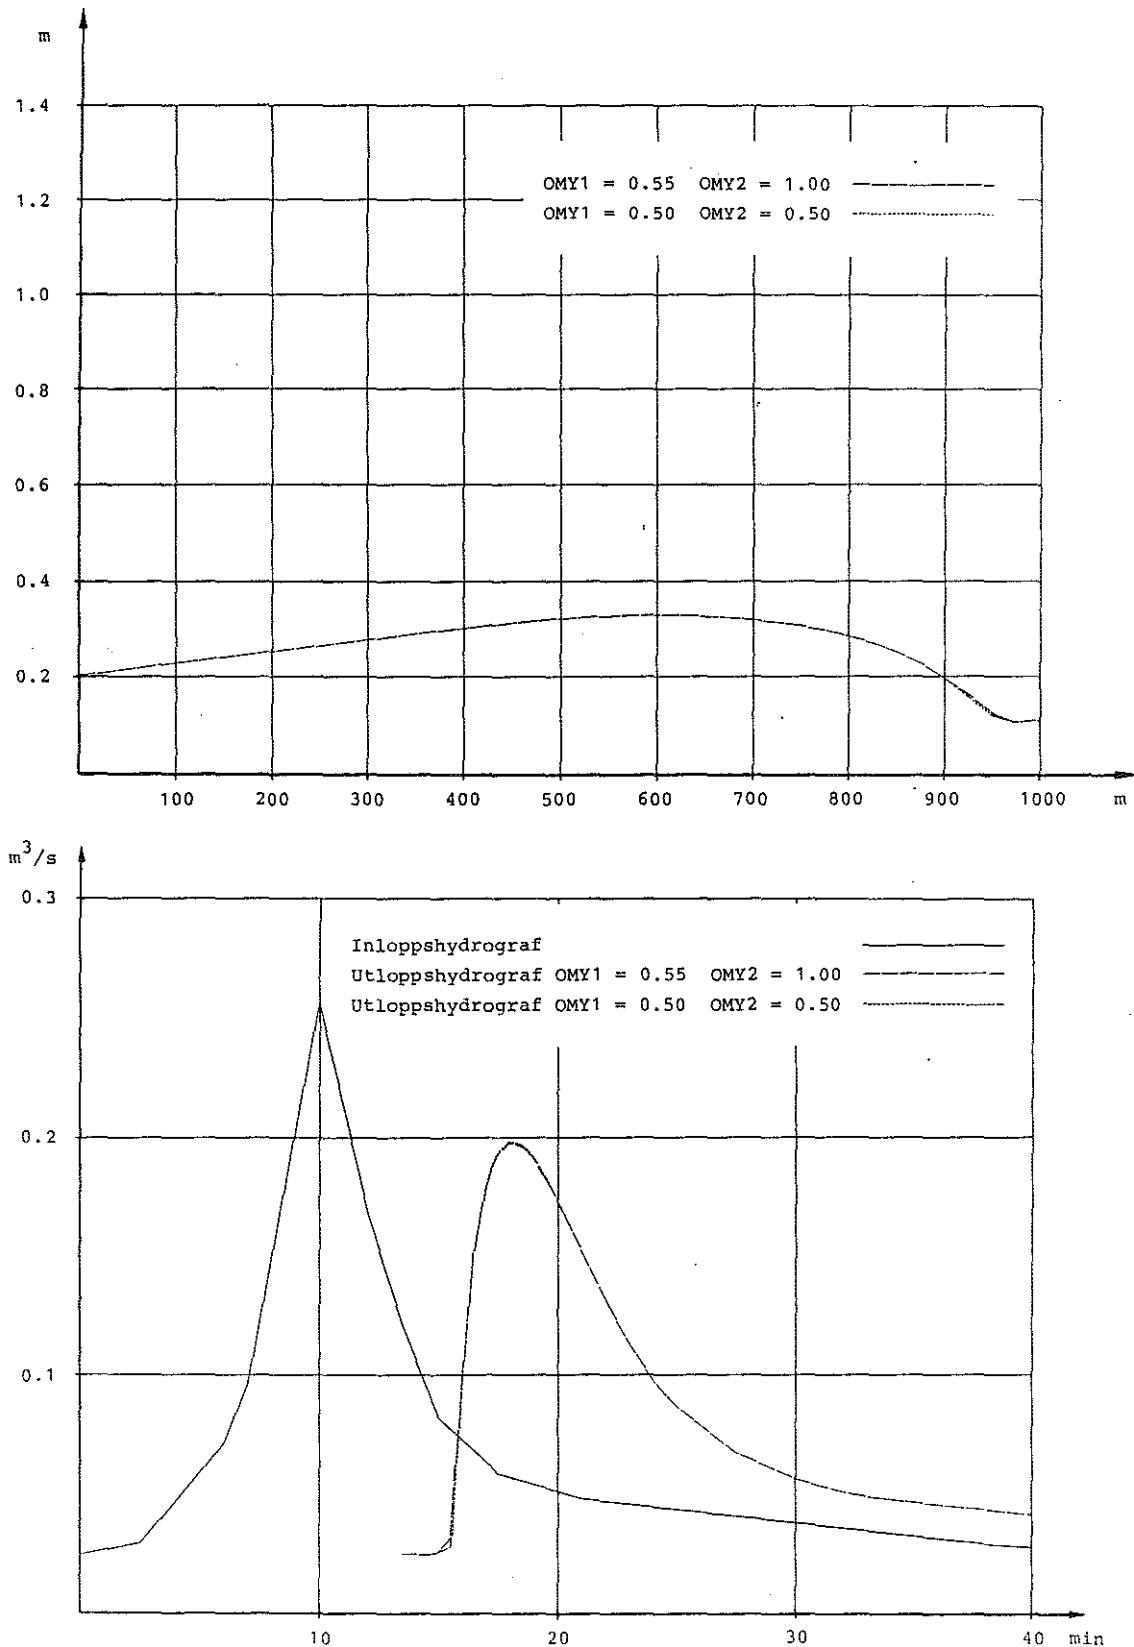 m
1.4
OMY1 = 0.55 OMY2 = 1.00
1.2
OMY1 = 0.50 OMY2 = 0.50
1.0
0.8
0.6
0.4
0.2
100 200 300 400 500 600 700 800 900 1000 m
m³/s
0.3
Inloppshydrograf
Utloppshydrograf OMY1 = 0.55 OMY2 = 1.00
Utloppshydrograf OMY1 = 0.50 OMY2 = 0.50
0.2
0.1
10 20 30 40 min